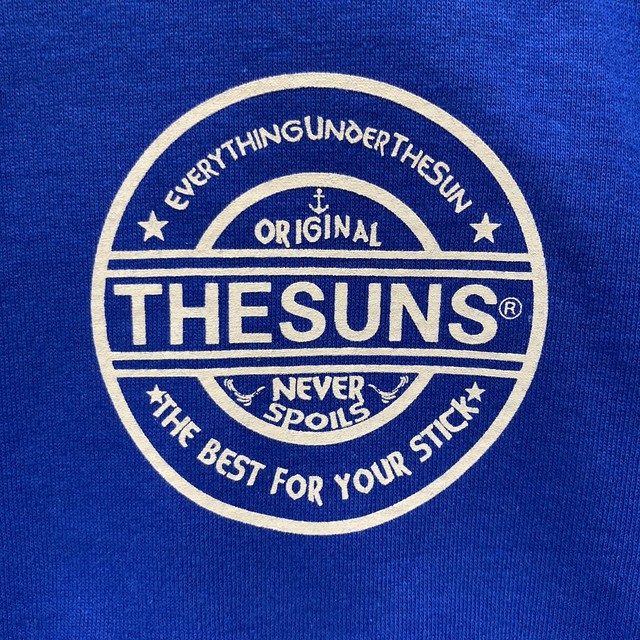 EVERYTHINGUNDERTHESUN
ORIGINAL
THESUNS®
NEVER
SPOILS
THE BEST FOR YOUR STICK